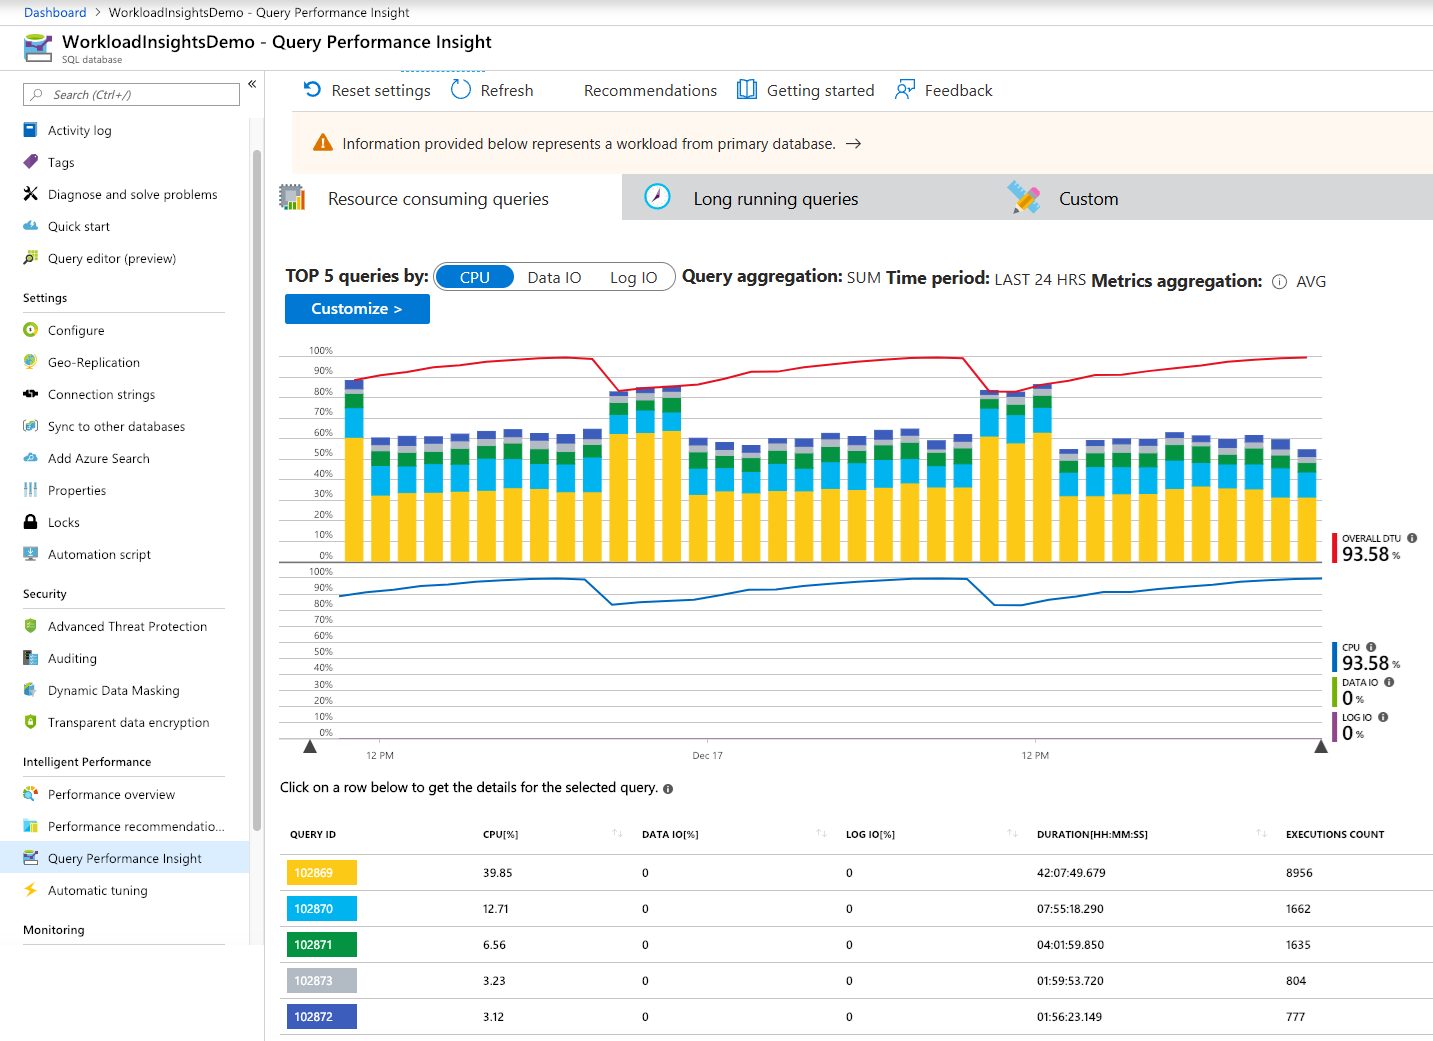 Dashboard > WorkloadInsightsDemo - Query Performance Insight
WorkloadInsightsDemo - Query Performance Insight
SQL database
Search (Ctrl+/)
«
Activity log
Tags
Diagnose and solve problems
Quick start
Query editor (preview)
Settings
Configure
Geo-Replication
Connection strings
Sync to other databases
Add Azure Search
Properties
Locks
Automation script
Security
Advanced Threat Protection
Auditing
Dynamic Data Masking
Transparent data encryption
Intelligent Performance
Performance overview
Performance recommendatio...
Query Performance Insight
Automatic tuning
Monitoring
Reset settings Refresh Recommendations Getting started Feedback
Information provided below represents a workload from primary database. →
Resource consuming queries Long running queries Custom
TOP 5 queries by: CPU Data IO Log IO Query aggregation: SUM Time period: LAST 24 HRS Metrics aggregation: AVG
Customize >
100%
90%
80%
70%
60%
50%
40%
30%
20%
10%
0%
OVERALL DTU
93.58 %
100%
90%
80%
70%
60%
50%
40%
30%
20%
10%
0%
CPU
93.58 %
DATA IO
0 %
LOG IO
0 %
12 PM Dec 17 12 PM
Click on a row below to get the details for the selected query.
QUERY ID CPU[%] DATA IO[%] LOG IO[%] DURATION[HH:MM:SS] EXECUTIONS COUNT
102869 39.85 0 0 42:07:49.679 8956
102870 12.71 0 0 07:55:18.290 1662
102871 6.56 0 0 04:01:59.850 1635
102873 3.23 0 0 01:59:53.720 804
102872 3.12 0 0 01:56:23.149 777